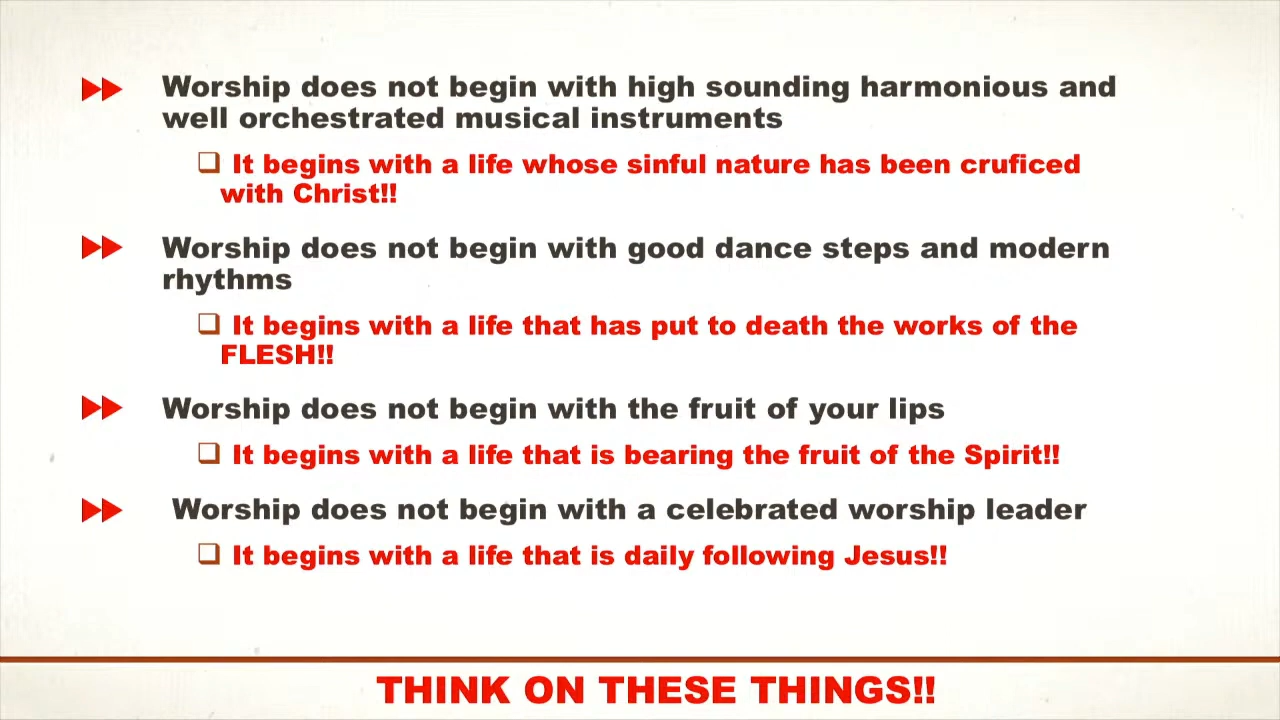 Worship does not begin with high sounding harmonious and
well orchestrated musical instruments
It begins with a life whose sinful nature has been cruficed
with Christ!!
Worship does not begin with good dance steps and modern
rhythms
It begins with a life that has put to death the works of the
FLESH!!
Worship does not begin with the fruit of your lips
It begins with a life that is bearing the fruit of the Spirit!!
Worship does not begin with a celebrated worship leader
It begins with a life that is daily following Jesus!!
THINK ON THESE THINGS!!